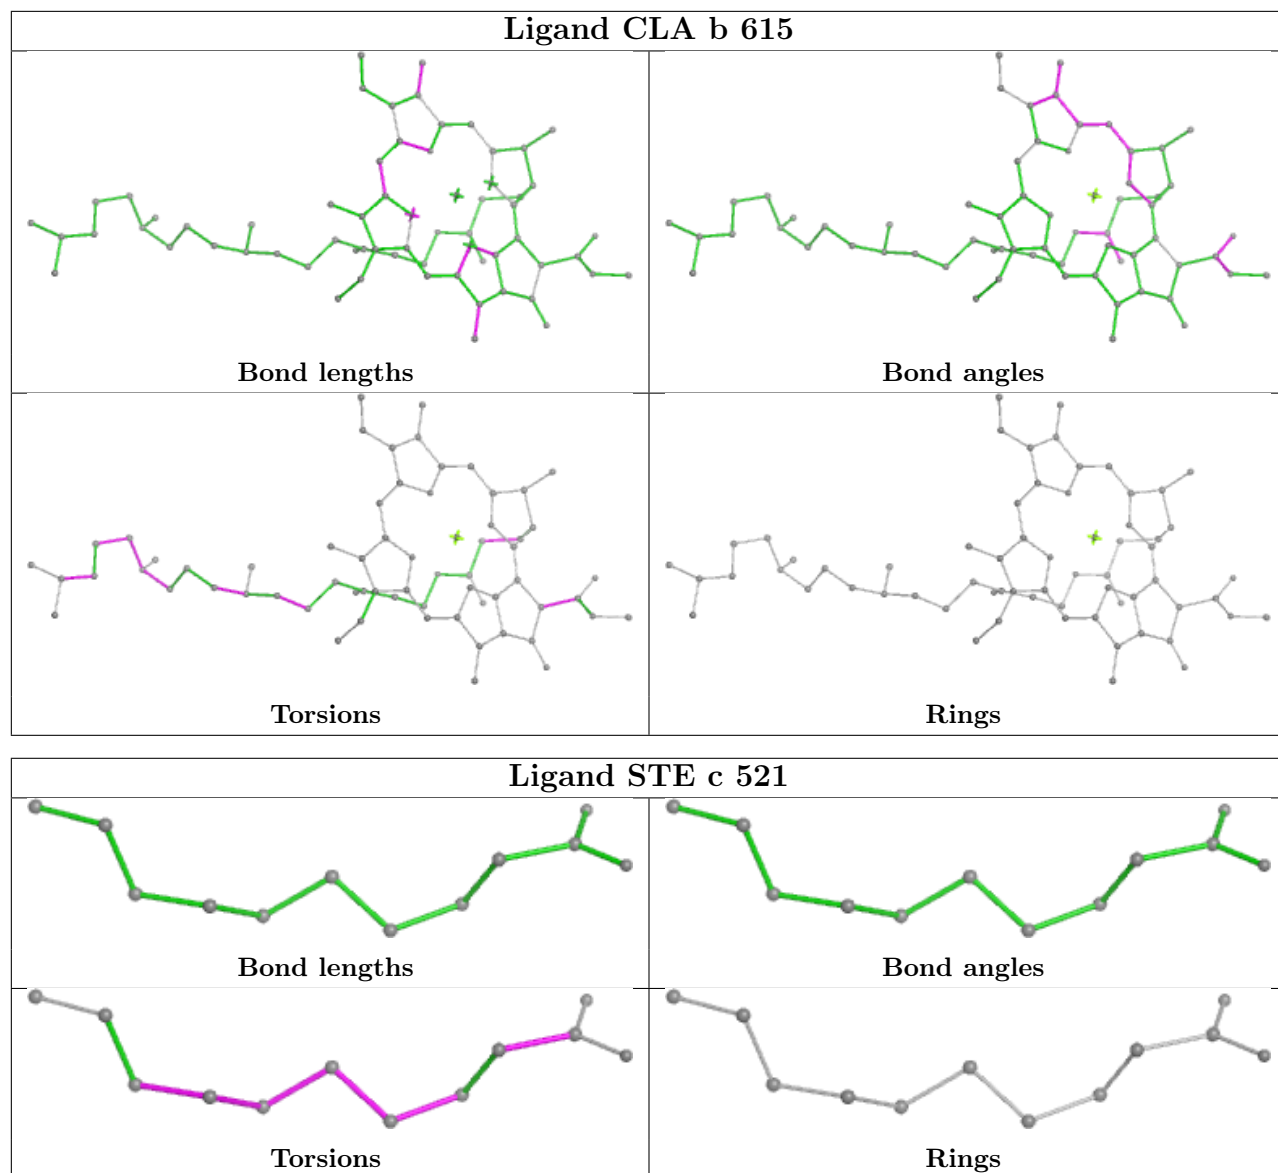 Ligand CLA b 615
Bond lengths
Bond angles
Torsions
Rings
Ligand STE c 521
Bond lengths
Bond angles
Torsions
Rings